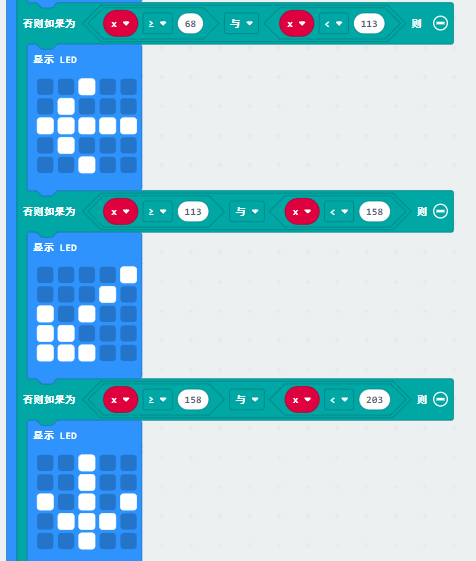 否则如果为 x ≥ 68 与 x < 113 则
显示 LED
否则如果为 x ≥ 113 与 x < 158 则
显示 LED
否则如果为 x ≥ 158 与 x < 203 则
显示 LED